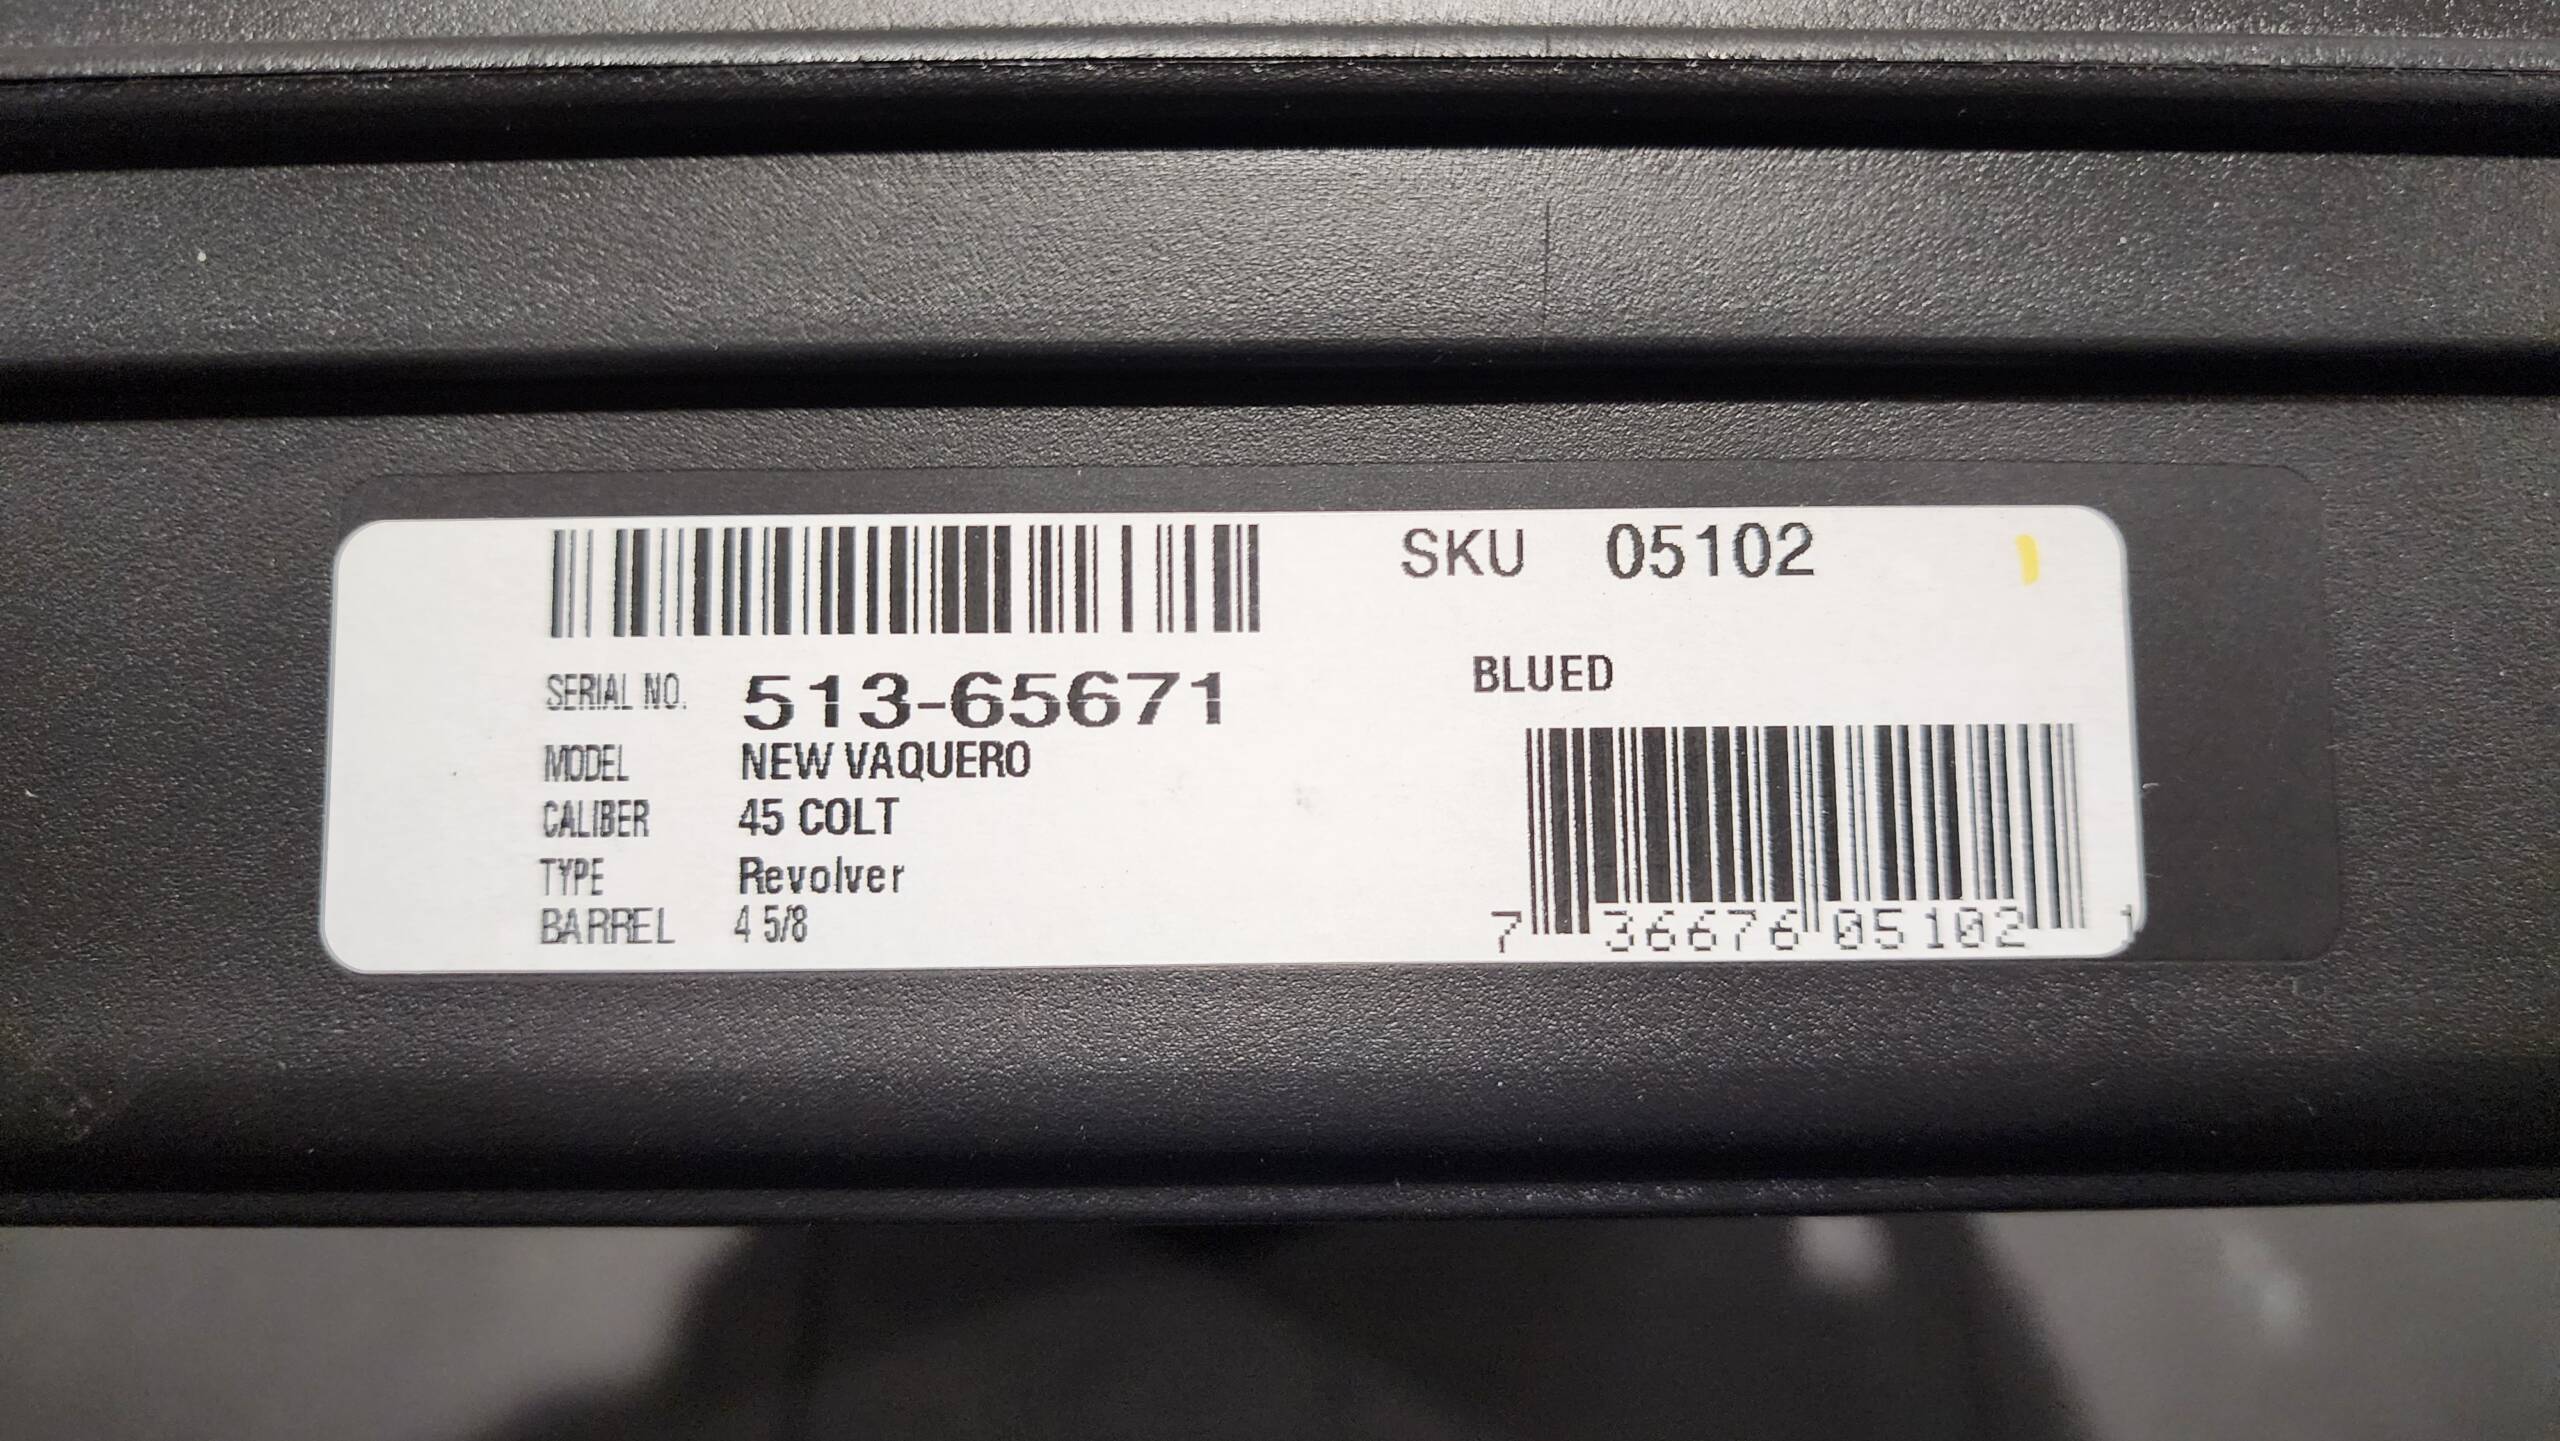 SKU 05102
SERIAL NO. 513-65671
BLUED
MODEL NEW VAQUERO
CALIBER 45 COLT
TYPE Revolver
BARREL 4 5/8
7 36676 05102 1